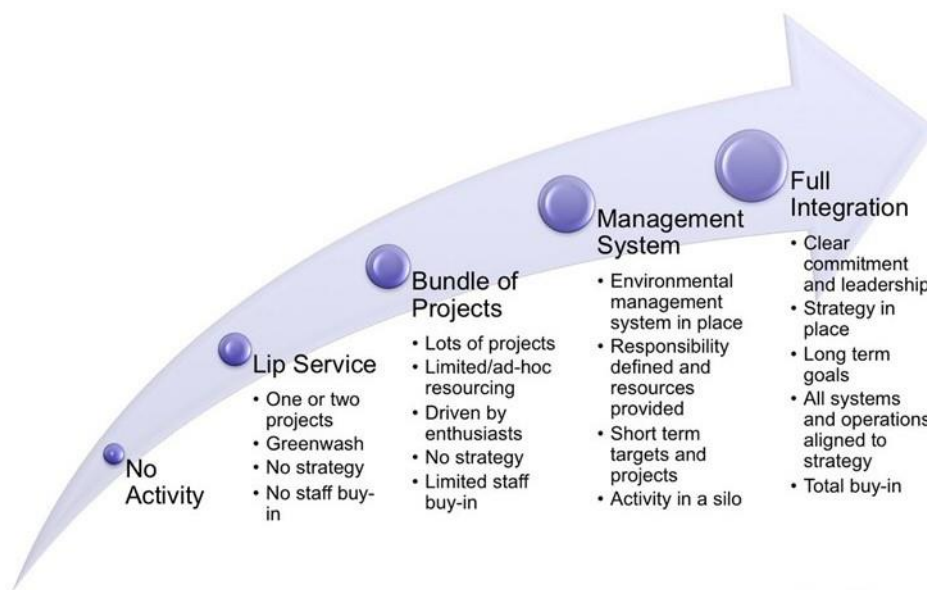 No
Activity
Lip Service
• One or two
projects
• Greenwash
• No strategy
• No staff buy-
in
Bundle of
Projects
• Lots of projects
• Limited/ad-hoc
resourcing
• Driven by
enthusiasts
• No strategy
• Limited staff
buy-in
Management
System
• Environmental
management
system in place
• Responsibility
defined and
resources
provided
• Short term
targets and
projects
• Activity in a silo
Full
Integration
• Clear
commitment
and leadership
• Strategy in
place
• Long term
goals
• All systems
and operations
aligned to
strategy
• Total buy-in